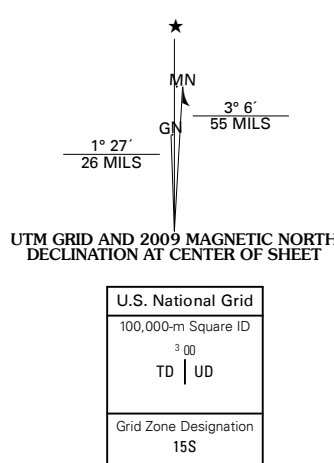 ★
MN
3° 6´
55 MILS
GN
1° 27´
26 MILS
UTM GRID AND 2009 MAGNETIC NORTH
DECLINATION AT CENTER OF SHEET
U.S. National Grid
100,000-m Square ID
3 00
TD UD
Grid Zone Designation
15S